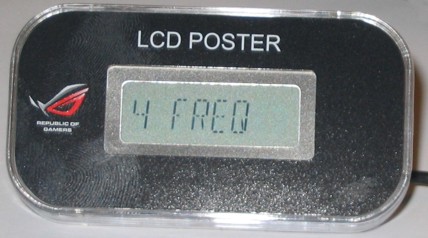 LCD POSTER
4 FREQ
REPUBLIC OF
GAMERS